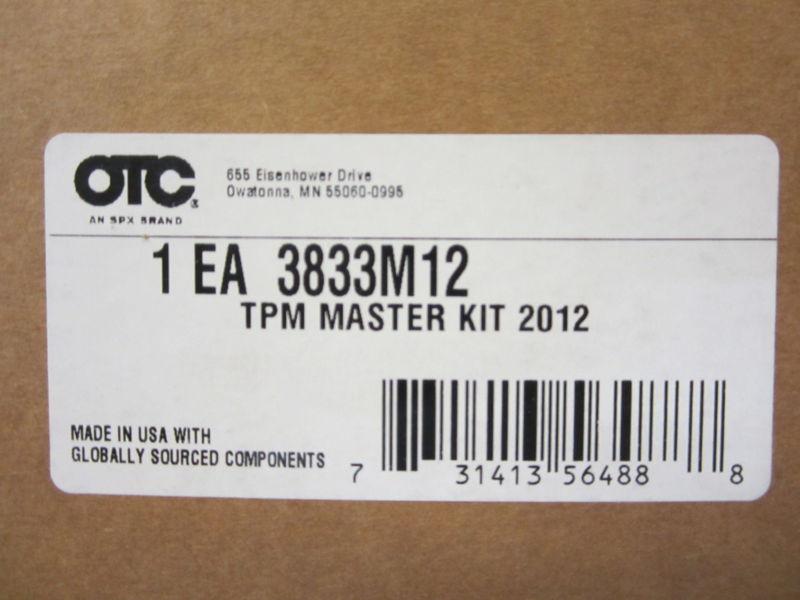 OTC®
AN SPX BRAND
655 Eisenhower Drive
Owatonna, MN 55060-0995
1 EA 3833M12
TPM MASTER KIT 2012
MADE IN USA WITH
GLOBALLY SOURCED COMPONENTS
7 31413 56488 8